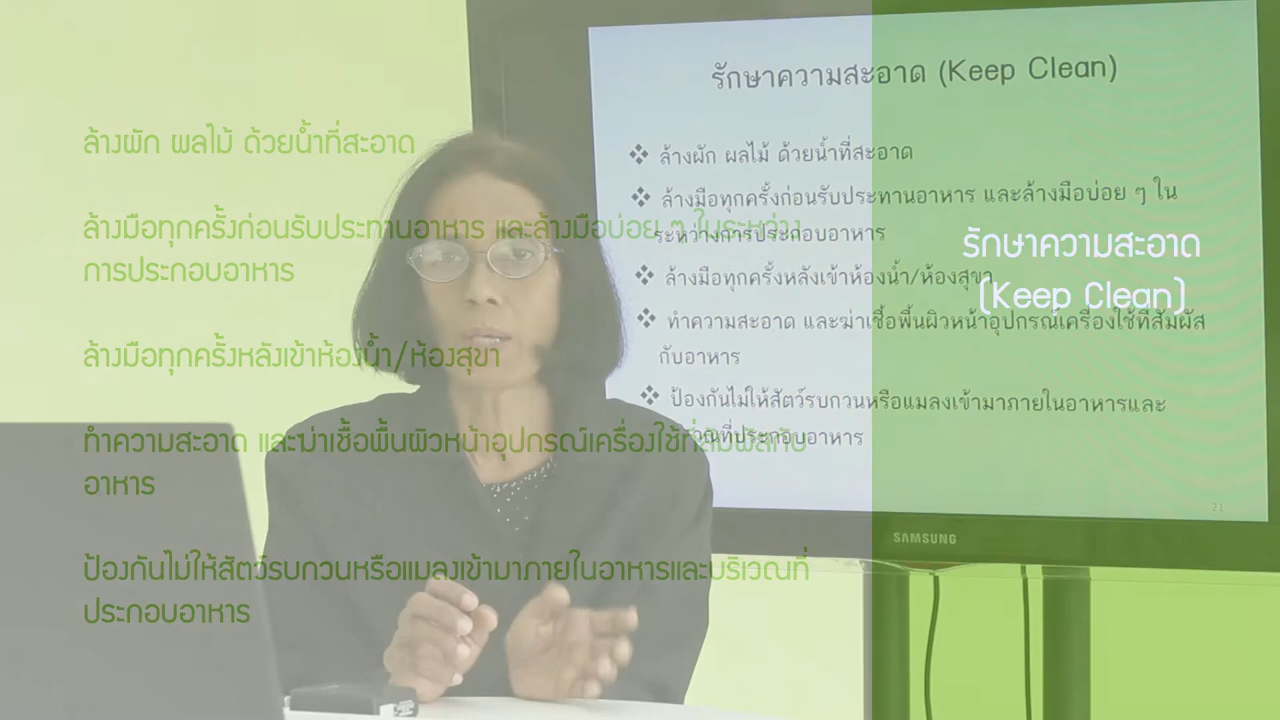 ล้างผัก ผลไม้ ด้วยน้ำที่สะอาด
ล้างมือทุกครั้งก่อนรับประทานอาหาร และล้างมือบ่อย ๆ ในระหว่าง
การประกอบอาหาร
ล้างมือทุกครั้งหลังเข้าห้องน้ำ/ห้องสุขา
ทำความสะอาด และฆ่าเชื้อพื้นผิวหน้าอุปกรณ์เครื่องใช้ที่สัมผัสกับ
อาหาร
ป้องกันไม่ให้สัตว์รบกวนหรือแมลงเข้ามาภายในอาหารและบริเวณที่
ประกอบอาหาร
รักษาความสะอาด (Keep Clean)
❖ ล้างผัก ผลไม้ ด้วยน้ำที่สะอาด
❖ ล้างมือทุกครั้งก่อนรับประทานอาหาร และล้างมือบ่อย ๆ ใน
ระหว่างการประกอบอาหาร
❖ ล้างมือทุกครั้งหลังเข้าห้องน้ำ/ห้องสุขา
❖ ทำความสะอาด และฆ่าเชื้อพื้นผิวหน้าอุปกรณ์เครื่องใช้ที่สัมผัส
กับอาหาร
❖ ป้องกันไม่ให้สัตว์รบกวนหรือแมลงเข้ามาภายในอาหารและ
ที่ประกอบอาหาร
21
SAMSUNG
รักษาความสะอาด
(Keep Clean)